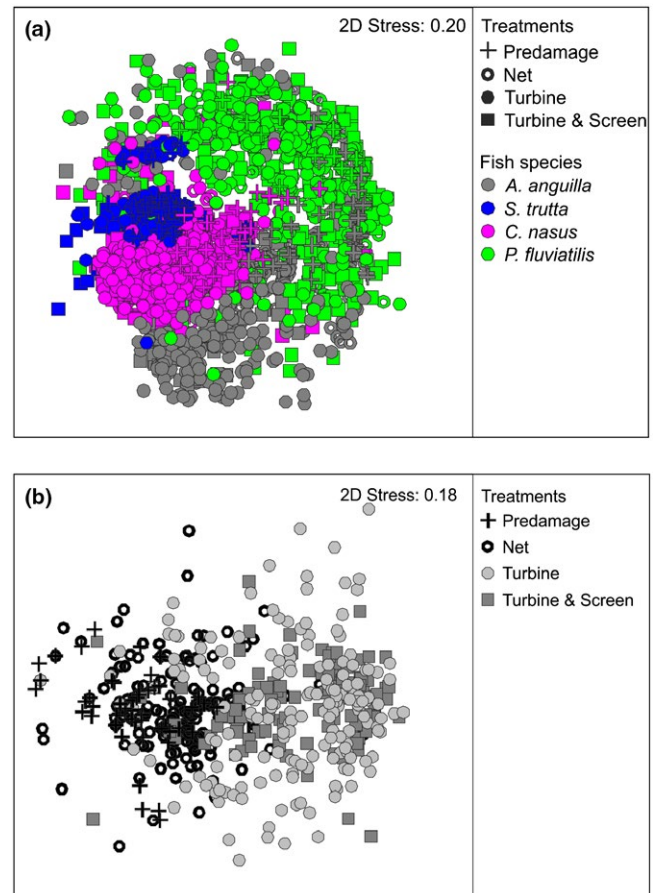 (a)
2D Stress: 0.20
Treatments
Predamage
Net
Turbine
Turbine & Screen
Fish species
A. anguilla
S. trutta
C. nasus
P. fluviatilis
(b)
2D Stress: 0.18
Treatments
Predamage
Net
Turbine
Turbine & Screen